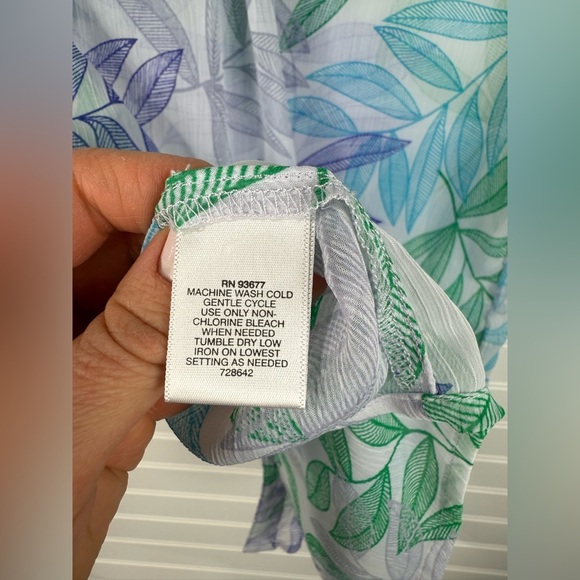 RN 93677
MACHINE WASH COLD
GENTLE CYCLE
USE ONLY NON-
CHLORINE BLEACH
WHEN NEEDED
TUMBLE DRY LOW
IRON ON LOWEST
SETTING AS NEEDED
728642